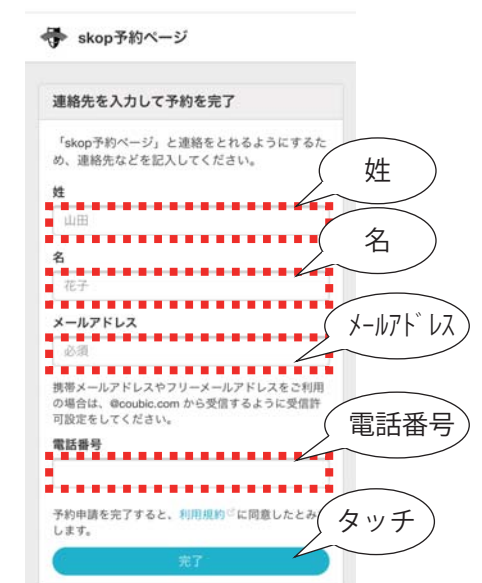 skop予約ページ
連絡先を入力して予約を完了
「skop予約ページ」と連絡をとれるようにするた
め、連絡先などを記入してください。
姓
姓
山田
名
名
花子
メールアドレス
メールアドレス
必須
携帯メールアドレスやフリーメールアドレスをご利用
の場合は、@coubic.com から受信するように受信許
可設定をしてください。
電話番号
電話番号
予約申請を完了すると、利用規約に同意したとみ
します。
タッチ
完了